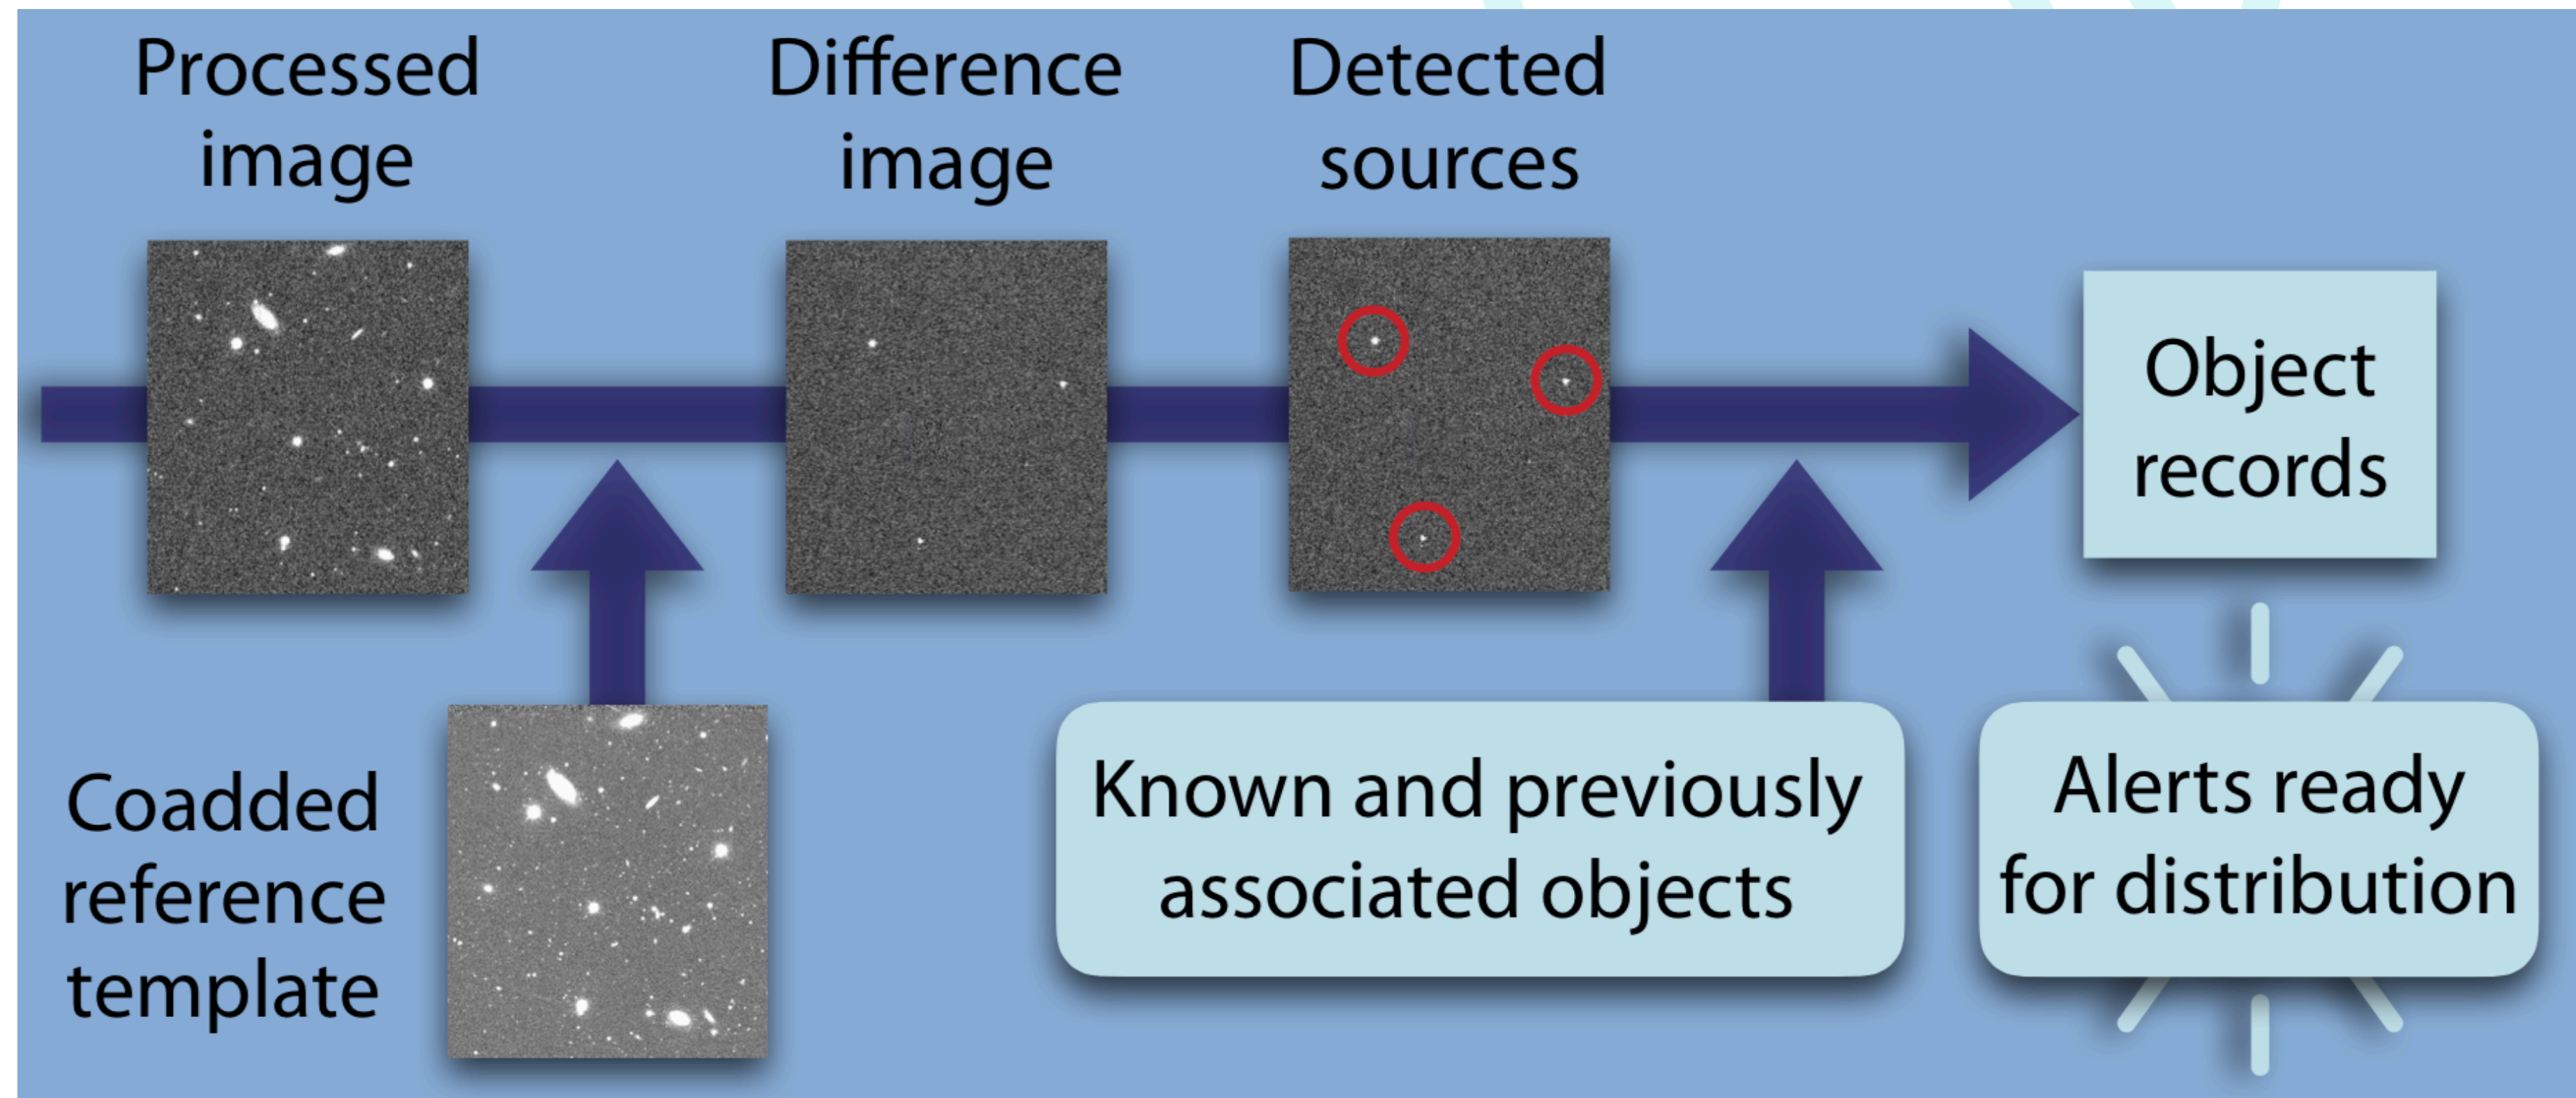 Processed
image
Difference
image
Detected
sources
Object
records
Coadded
reference
template
Known and previously
associated objects
Alerts ready
for distribution